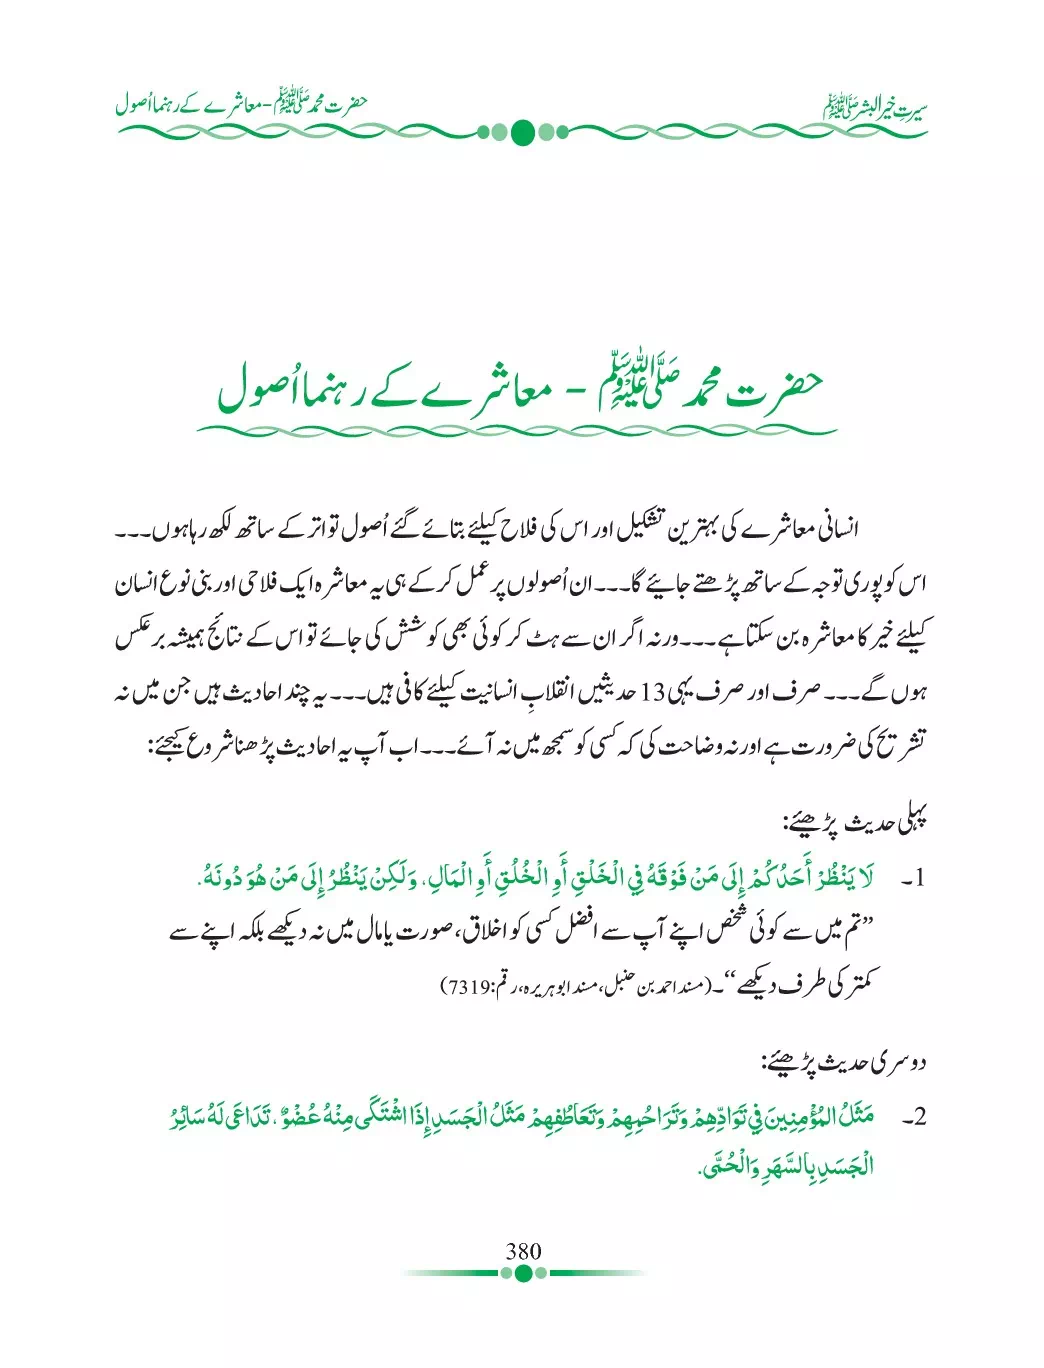 سیرتِ خیر البشر ﷺ
حضرت محمد ﷺ - معاشرے کے رہنما اُصول
حضرت محمد ﷺ - معاشرے کے رہنما اُصول
انسانی معاشرے کی بہترین تشکیل اور اس کی فلاح کیلئے بتائے گئے اُصول تواتر کے ساتھ لکھ رہا ہوں۔۔۔
اس کو پوری توجہ کے ساتھ پڑھتے جایئے گا۔۔۔ ان اُصولوں پر عمل کر کے ہی یہ معاشرہ ایک فلاحی اور بنی نوع انسان
کیلئے خیر کا معاشرہ بن سکتا ہے۔۔۔ ورنہ اگر ان سے ہٹ کر کوئی بھی کوشش کی جائے تو اس کے نتائج ہمیشہ برعکس
ہوں گے۔۔۔ صرف اور صرف یہی 13 حدیثیں انقلابِ انسانیت کیلئے کافی ہیں۔۔۔ یہ چند احادیث ہیں جن میں نہ
تشریح کی ضرورت ہے اور نہ وضاحت کی کہ کسی کو سمجھ میں نہ آئے۔۔۔ اب آپ یہ احادیث پڑھنا شروع کیجئے:
پہلی حدیث پڑھیئے:
1۔ لَا يَنْظُرْ أَحَدُكُمْ إِلَى مَنْ فَوْقَهُ فِي الْخَلْقِ أَوِ الْخُلُقِ أَوِ الْمَالِ، وَلَكِنْ يَنْظُرُ إِلَى مَنْ هُوَ دُونَهُ.
”تم میں سے کوئی شخص اپنے آپ سے افضل کسی کو اخلاق، صورت یا مال میں نہ دیکھے بلکہ اپنے سے
کمتر کی طرف دیکھے“۔ (مسند احمد بن حنبل، مسند ابو ہریرہ، رقم: 7319)
دوسری حدیث پڑھیئے:
2۔ مَثَلُ الْمُؤْمِنِينَ فِي تَوَادِّهِمْ وَتَرَاحُمِهِمْ وَتَعَاطُفِهِمْ مَثَلُ الْجَسَدِ إِذَا اشْتَكَى مِنْهُ عُضْوٌ، تَدَاعَى لَهُ سَائِرُ
الْجَسَدِ بِالسَّهَرِ وَالْحُمَّى.
380